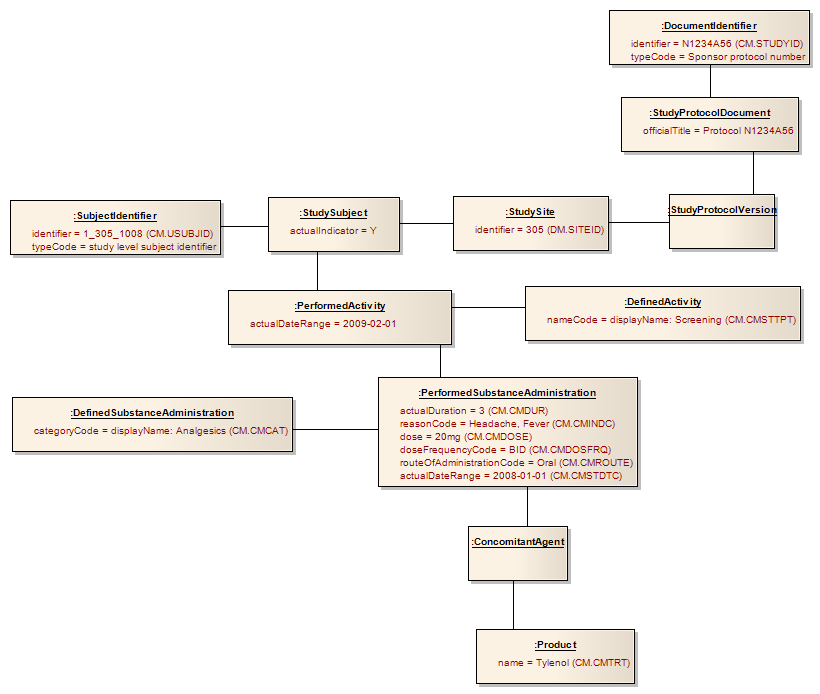 :DocumentIdentifier
identifier = N1234A56 (CM.STUDYID)
typeCode = Sponsor protocol number
:StudyProtocolDocument
officialTitle = Protocol N1234A56
:SubjectIdentifier
identifier = 1_305_1008 (CM.USUBJID)
typeCode = study level subject identifier
:StudySubject
actualIndicator = Y
:StudySite
identifier = 305 (DM.SITEID)
:StudyProtocolVersion
:PerformedActivity
actualDateRange = 2009-02-01
:DefinedActivity
nameCode = displayName: Screening (CM.CMSTTPT)
:DefinedSubstanceAdministration
categoryCode = displayName: Analgesics (CM.CMCAT)
:PerformedSubstanceAdministration
actualDuration = 3 (CM.CMDUR)
reasonCode = Headache, Fever (CM.CMINDC)
dose = 20mg (CM.CMDOSE)
doseFrequencyCode = BID (CM.CMDOSFRQ)
routeOfAdministrationCode = Oral (CM.CMROUTE)
actualDateRange = 2008-01-01 (CM.CMSTDTC)
:ConcomitantAgent
:Product
name = Tylenol (CM.CMTRT)